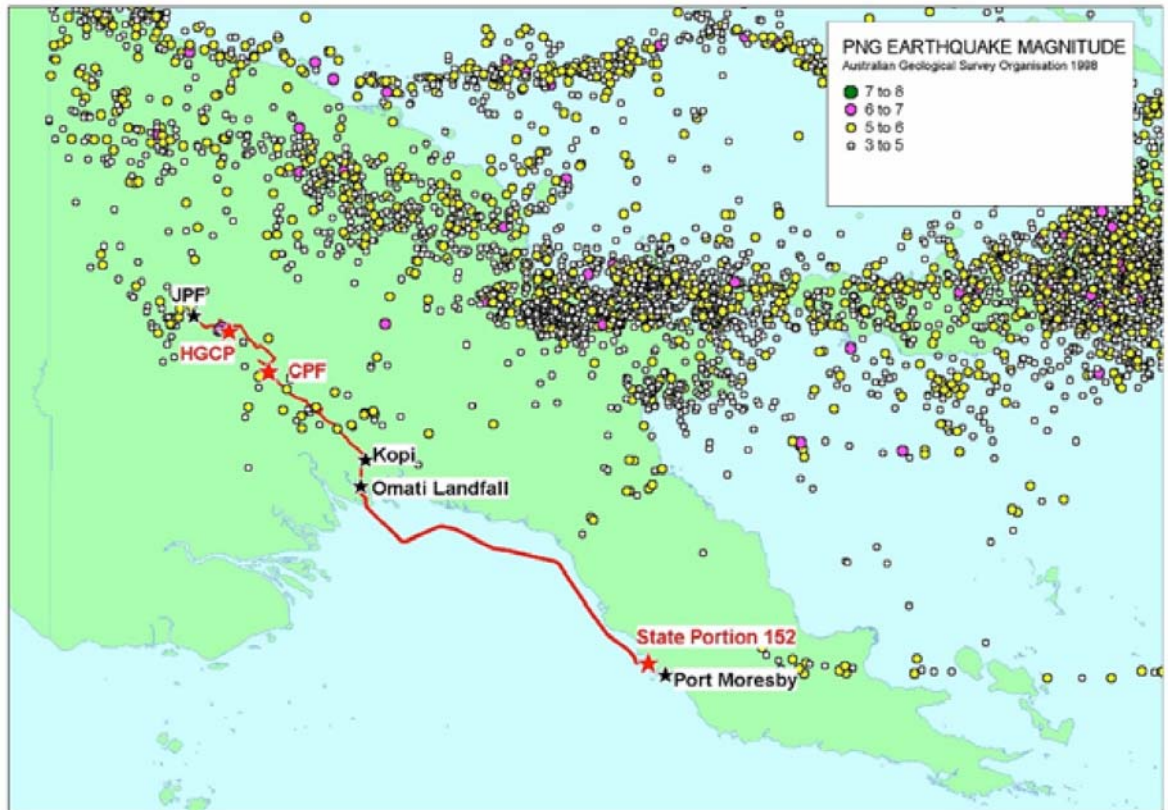 PNG EARTHQUAKE MAGNITUDE
Australian Geological Survey Organisation 1998
7 to 8
6 to 7
5 to 6
3 to 5
JPF
HGCP
CPF
Kopi
Omati Landfall
State Portion 152
Port Moresby